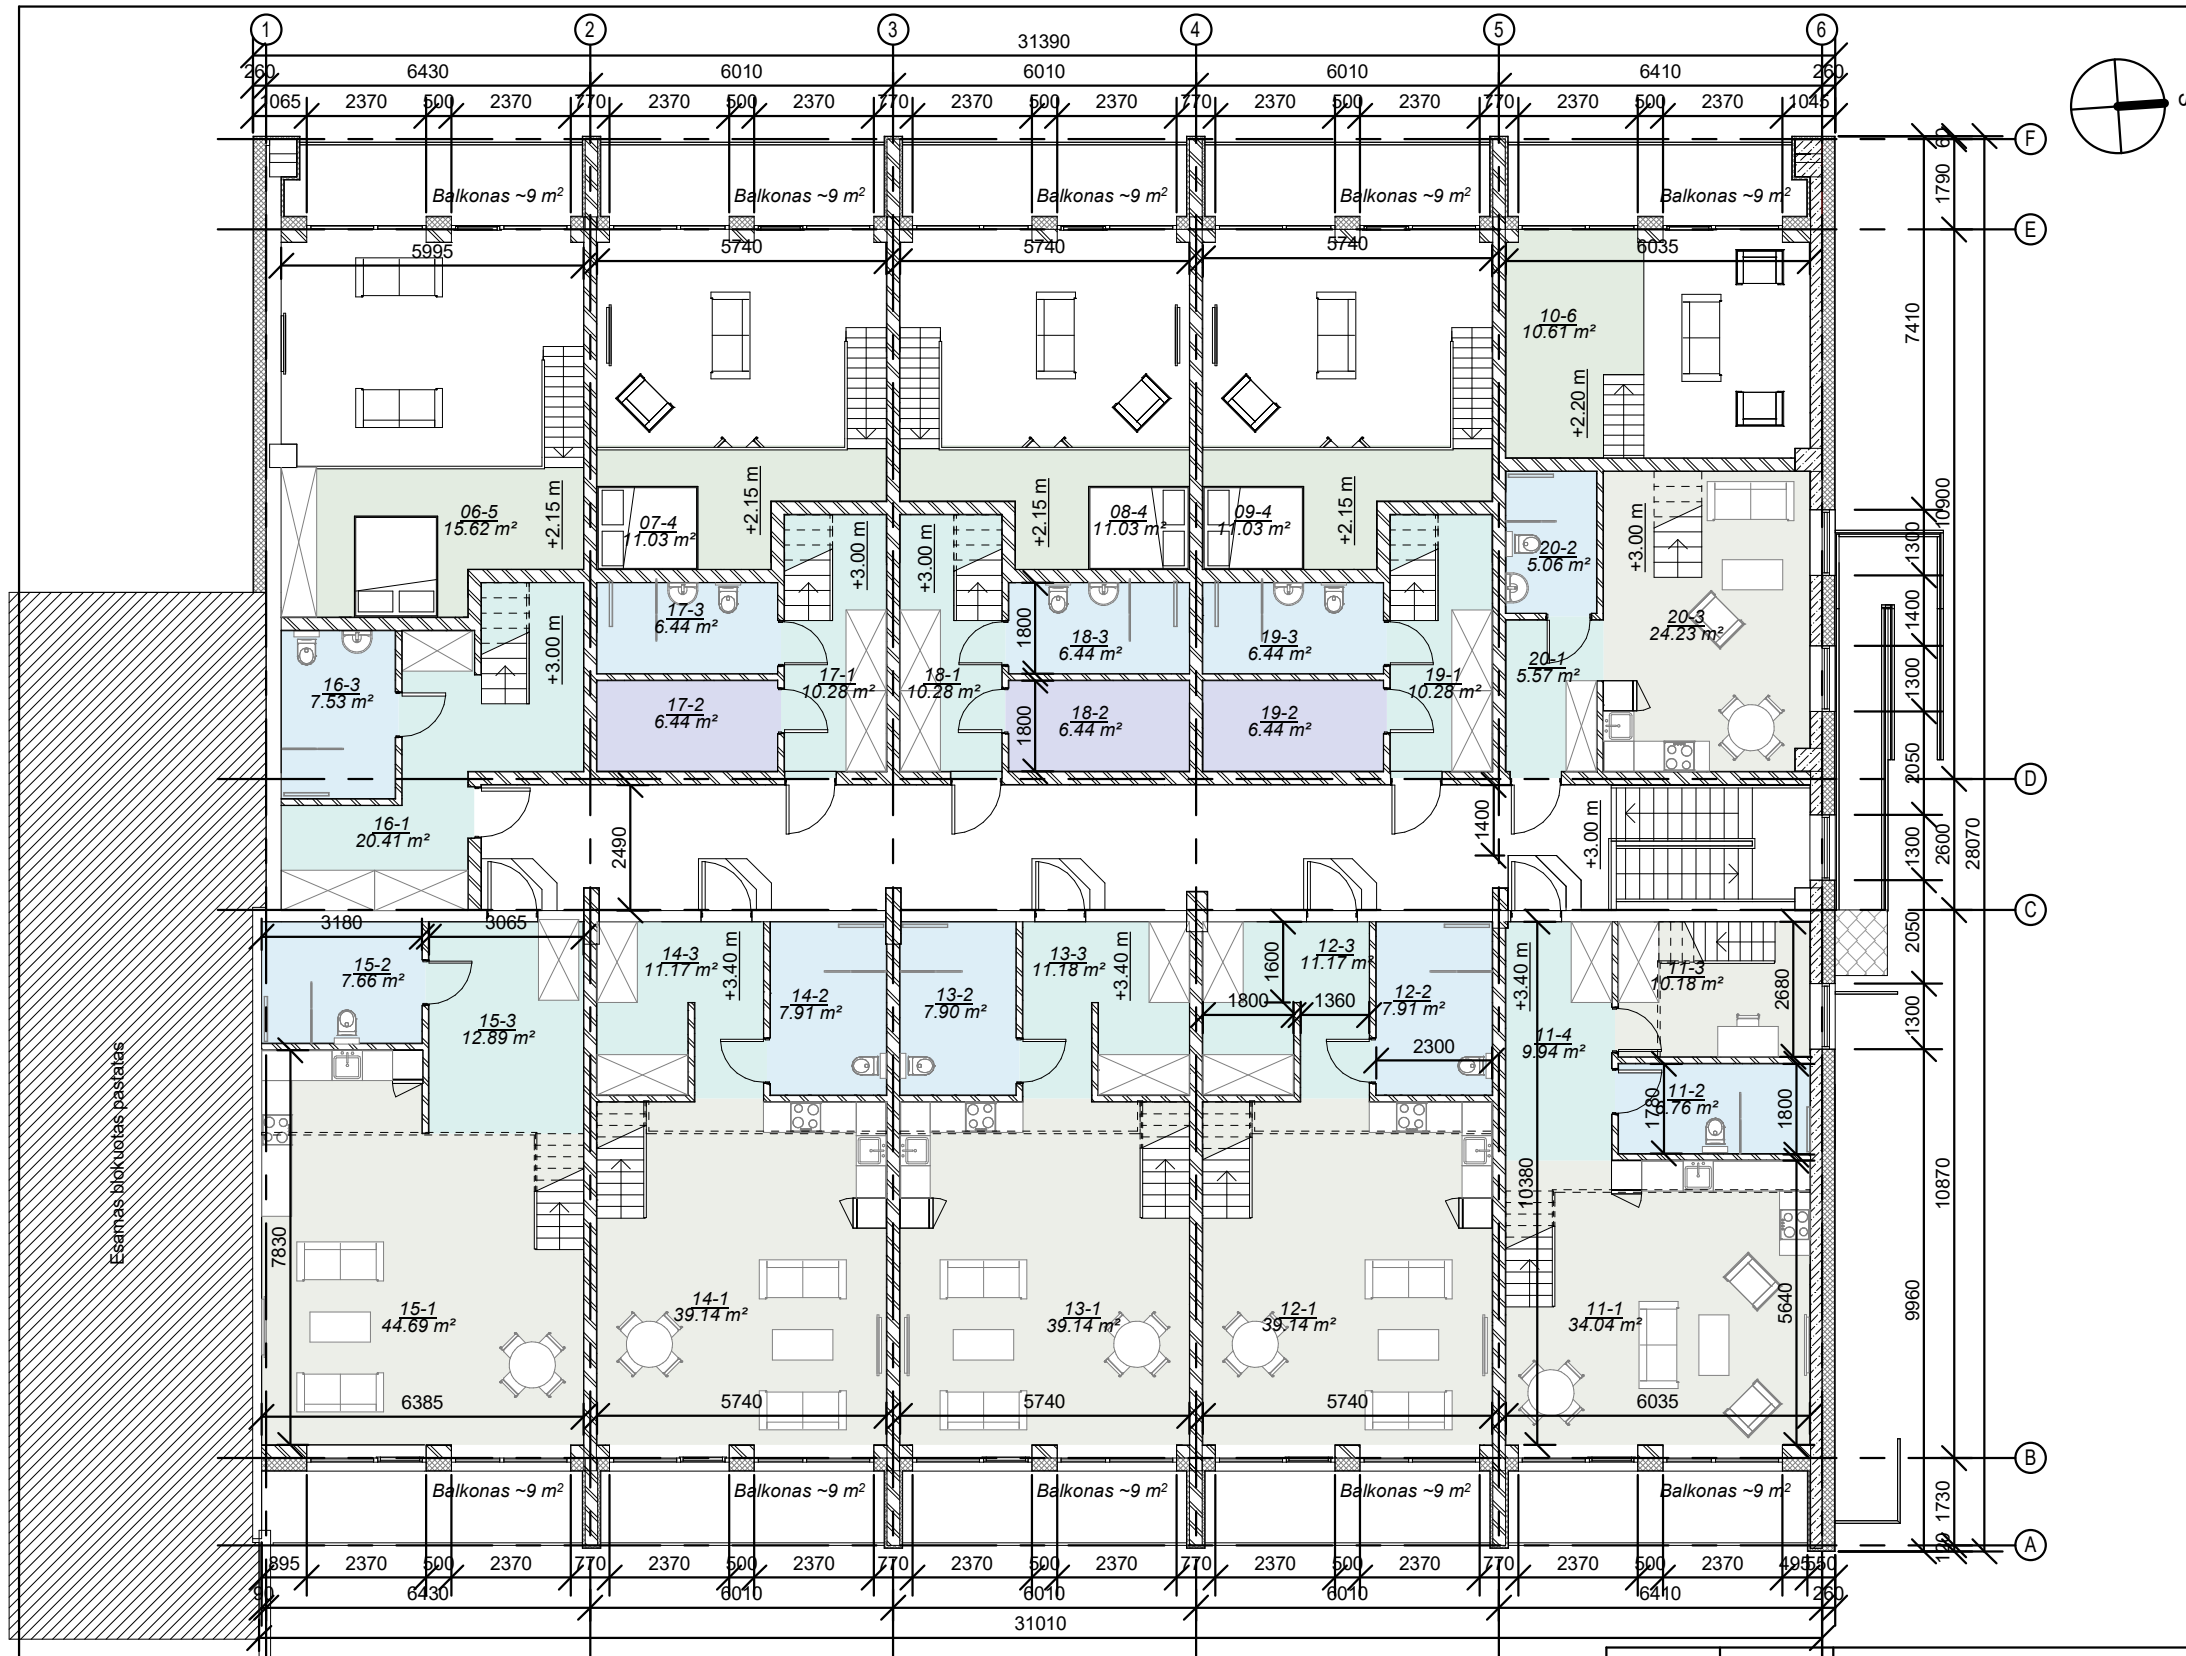 1 2 3 4 5 6
31390
260 6430 6010 6010 6010 6410 260
1065 2370 500 2370 770 2370 500 2370 770 2370 500 2370 770 2370 500 2370 770 2370 500 2370 1045
F
60
1790
Balkonas ~9 m² Balkonas ~9 m² Balkonas ~9 m² Balkonas ~9 m² Balkonas ~9 m²
E
5995 5740 5740 5740 6035
7410
10-6
10.61 m²
+2.20 m
06-5
15.62 m²
+2.15 m
07-4
11.03 m²
+2.15 m
+3.00 m
+3.00 m
+2.15 m
08-4
11.03 m²
09-4
11.03 m²
+2.15 m
20-2
5.06 m²
+3.00 m
10900
1300
1400
1300
2050
20-3
24.23 m²
20-1
5.57 m²
17-3
6.44 m²
1800
18-3
6.44 m²
19-3
6.44 m²
+3.00 m
16-3
7.53 m²
17-1
10.28 m²
18-1
10.28 m²
19-1
10.28 m²
17-2
6.44 m²
1800
18-2
6.44 m²
19-2
6.44 m²
D
16-1
20.41 m²
2490
1400
+3.00 m
1300
2600
28070
C
3180 3065
2050
15-2
7.66 m²
14-3
11.17 m²
+3.40 m
13-3
11.18 m²
+3.40 m
1600
12-3
11.17 m²
+3.40 m
11-3
10.18 m²
2680
14-2
7.91 m²
13-2
7.90 m²
1800 1360
12-2
7.91 m²
15-3
12.89 m²
11-4
9.94 m²
1300
2300
Esamas blokuotas pastatas
1780
11-2
6.76 m²
1800
10380
10870
7830
9960
5640
15-1
44.69 m²
14-1
39.14 m²
13-1
39.14 m²
12-1
39.14 m²
11-1
34.04 m²
6385 5740 5740 5740 6035
B
Balkonas ~9 m² Balkonas ~9 m² Balkonas ~9 m² Balkonas ~9 m² Balkonas ~9 m²
1730
A
895 2370 500 2370 770 2370 500 2370 770 2370 500 2370 770 2370 500 2370 770 2370 500 2370 495 550
90 6430 6010 6010 6010 6410 260
31010